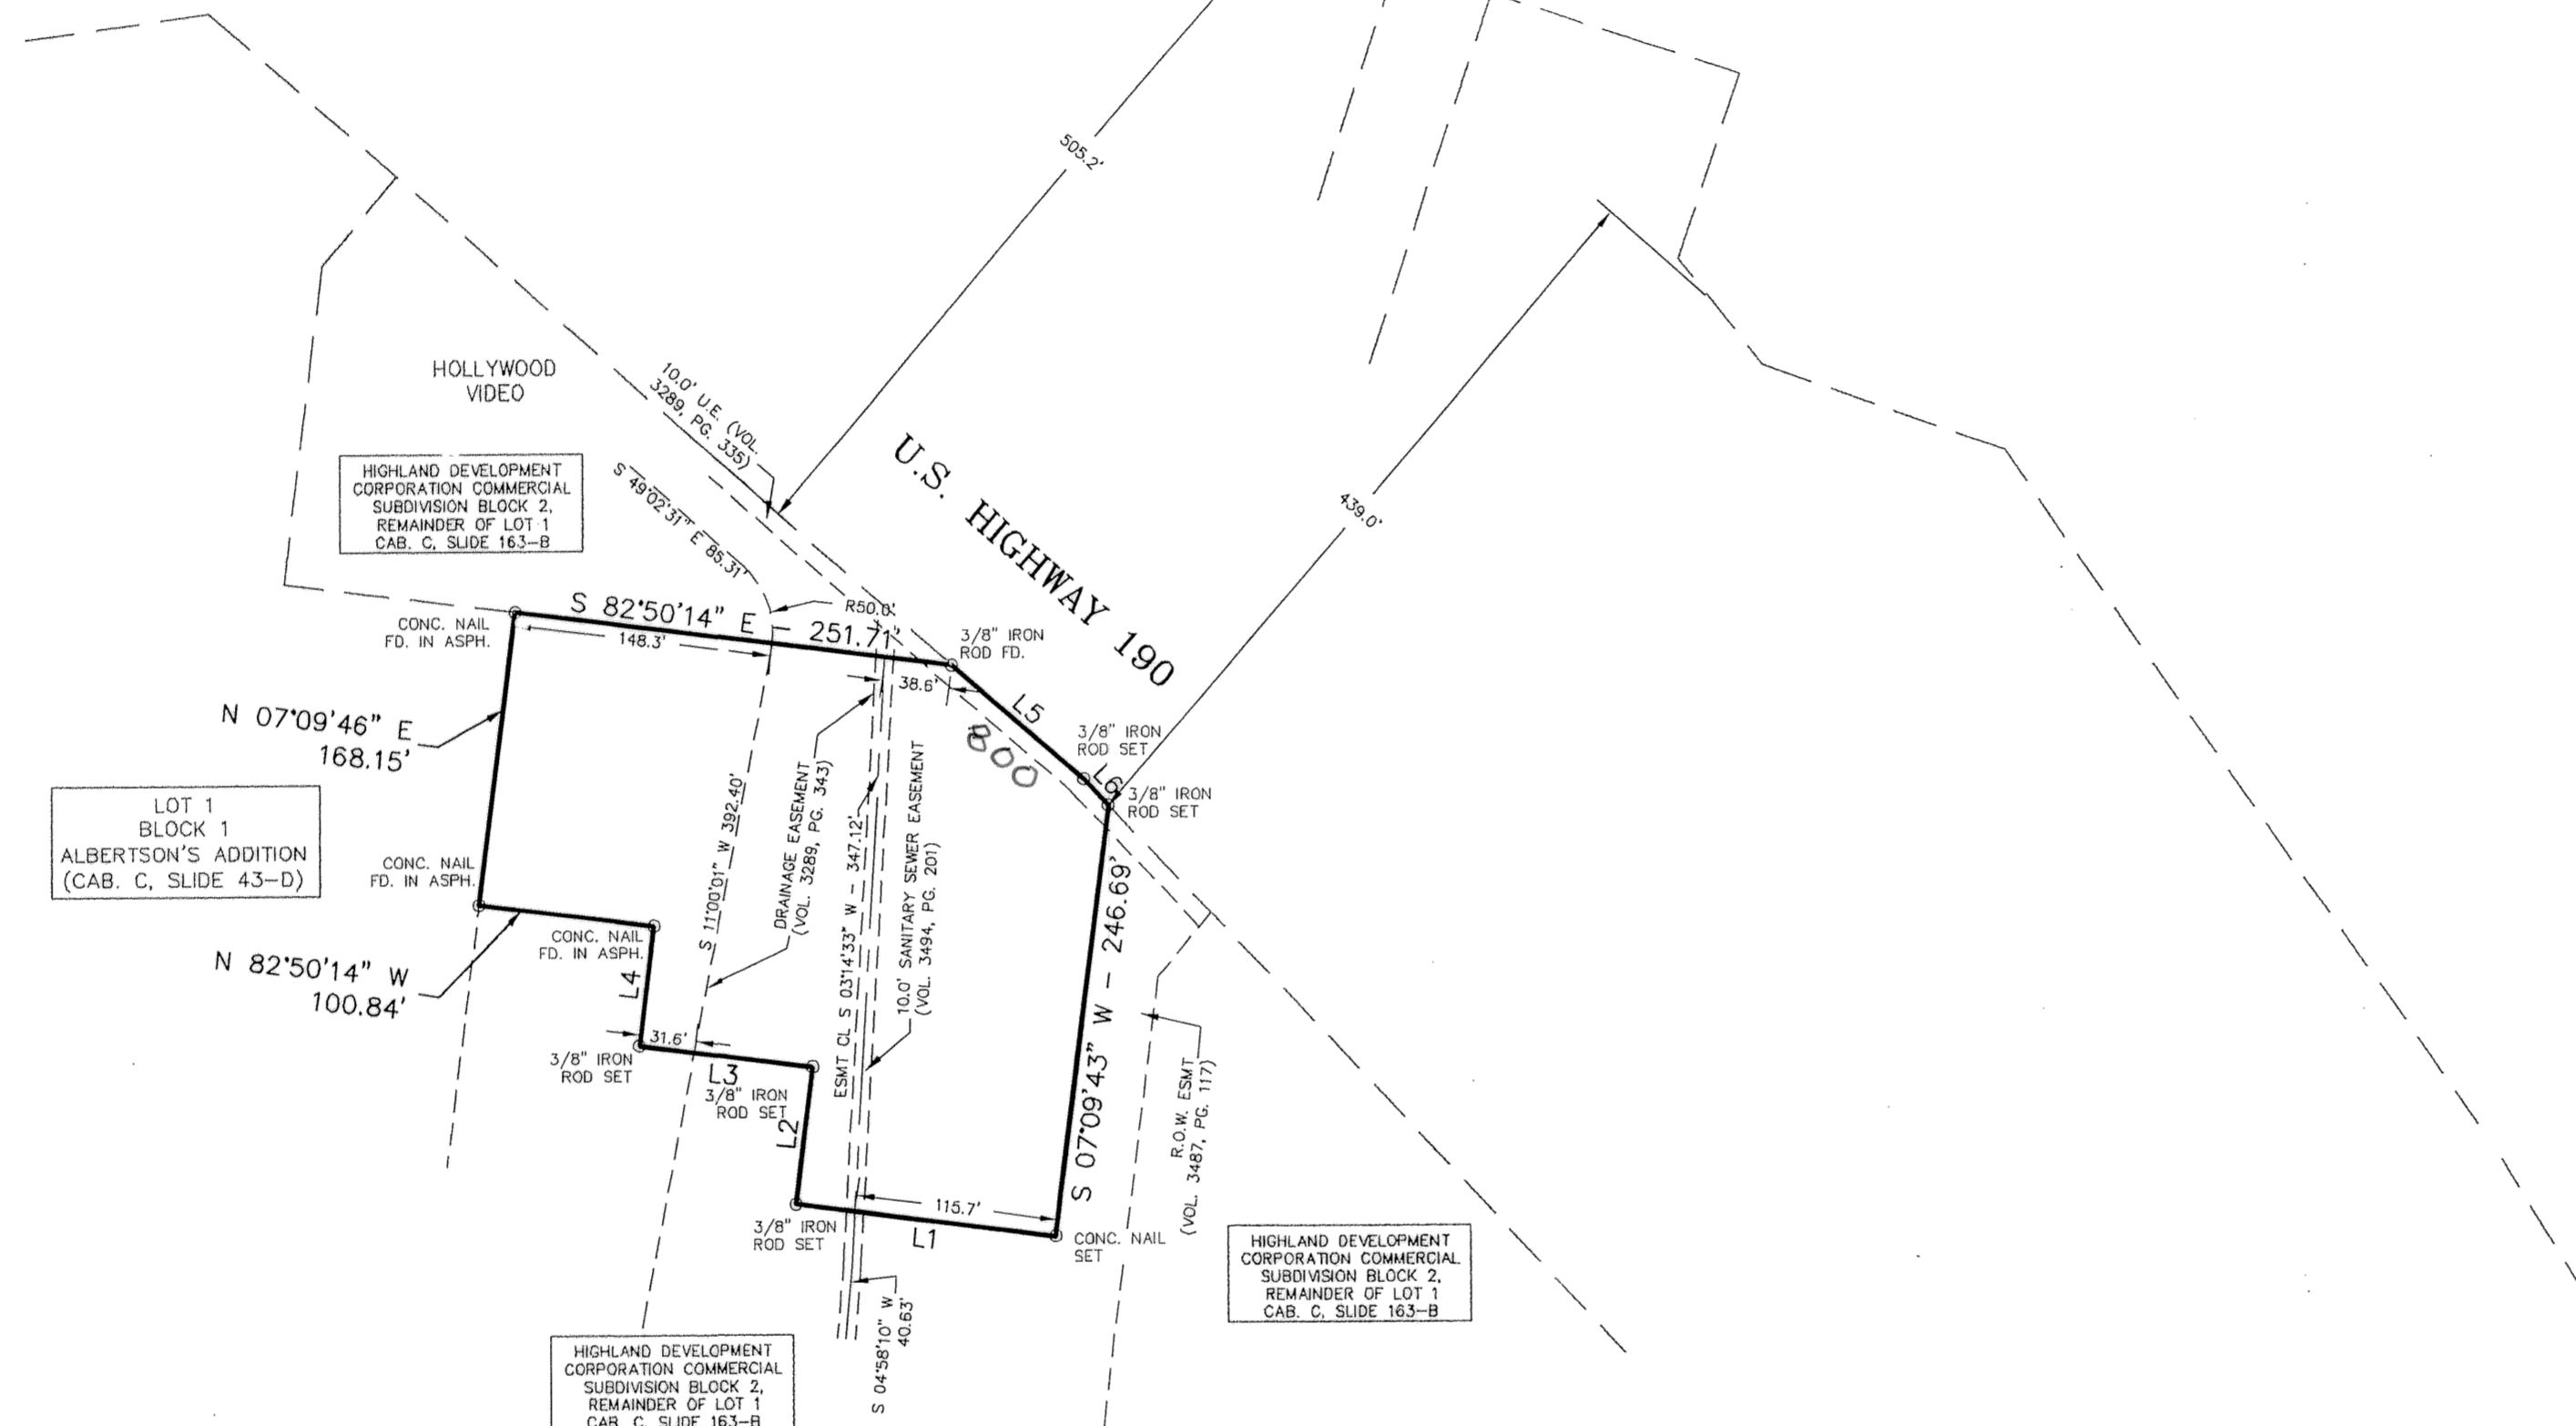 505.2'
HOLLYWOOD
VIDEO
10.0' U.E. (VOL.
3289, PG. 335)
U.S. HIGHWAY 190
439.0'
HIGHLAND DEVELOPMENT
CORPORATION COMMERCIAL
SUBDIVISION BLOCK 2,
REMAINDER OF LOT 1
CAB. C, SLIDE 163-B
S 49°02'31" E 85.31'
R50.0'
S 82°50'14" E - 251.71'
148.3'
CONC. NAIL
FD. IN ASPH.
3/8" IRON
ROD FD.
38.6'
L5
800
3/8" IRON
ROD SET
L6
3/8" IRON
ROD SET
N 07°09'46" E
168.15'
LOT 1
BLOCK 1
ALBERTSON'S ADDITION
(CAB. C, SLIDE 43-D)
CONC. NAIL
FD. IN ASPH.
S 11°00'01" W 392.40'
DRAINAGE EASEMENT
(VOL. 3289, PG. 343)
ESMT CL S 03°14'33" W - 347.12'
10.0' SANITARY SEWER EASEMENT
(VOL. 3494, PG. 201)
S 07°09'43" W - 246.69'
CONC. NAIL
FD. IN ASPH.
N 82°50'14" W
100.84'
L4
31.6'
3/8" IRON
ROD SET
L3
3/8" IRON
ROD SET
L2
R.O.W. ESMT
(VOL. 3487, PG. 117)
115.7'
3/8" IRON
ROD SET
L1
CONC. NAIL
SET
HIGHLAND DEVELOPMENT
CORPORATION COMMERCIAL
SUBDIVISION BLOCK 2,
REMAINDER OF LOT 1
CAB. C, SLIDE 163-B
S 04°58'10" W
40.63'
HIGHLAND DEVELOPMENT
CORPORATION COMMERCIAL
SUBDIVISION BLOCK 2,
REMAINDER OF LOT 1
CAB. C, SLIDE 163-B